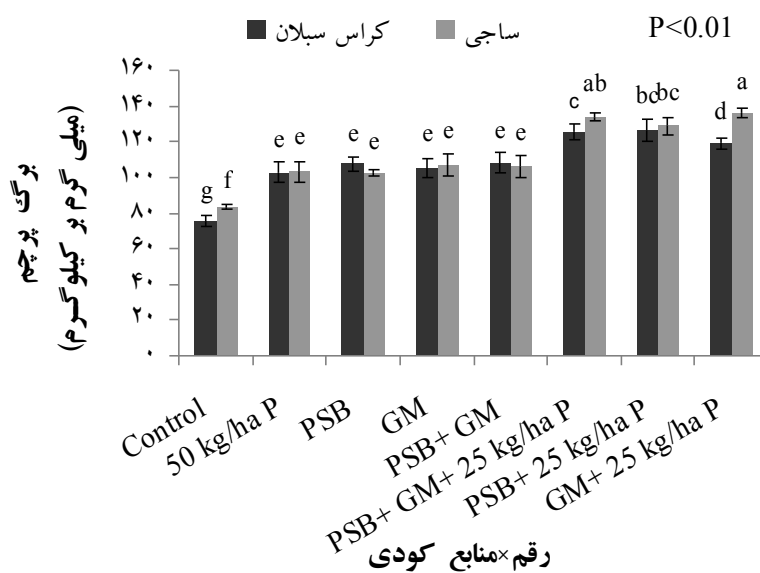 کراس سبلان
ساجی
P<0.01
برگ پرچم
(میلی گرم بر کیلوگرم)
۱۶۰
۱۴۰
۱۲۰
۱۰۰
۸۰
۶۰
۴۰
۲۰
۰
g f e e e e e e e e c ab bc bc d a
Control
50 kg/ha P
PSB
GM
PSB+ GM
PSB+ GM+ 25 kg/ha P
PSB+ 25 kg/ha P
GM+ 25 kg/ha P
رقم×منابع کودی